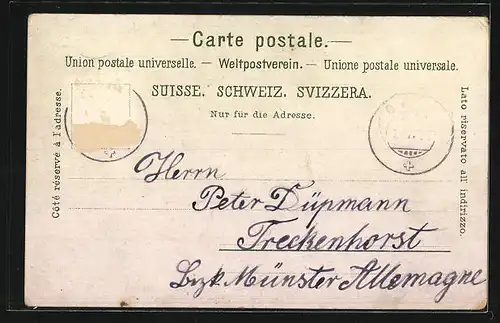 — Carte postale. —
Union postale universelle. — Weltpostverein. — Unione postale universale.
SUISSE. SCHWEIZ. SVIZZERA.
Nur für die Adresse.
Côté réservé à l'adresse.
Lato riservato all' indirizzo.
Herrn
Peter Düpmann
Freckenhorst
Bzk. Münster Allemagne